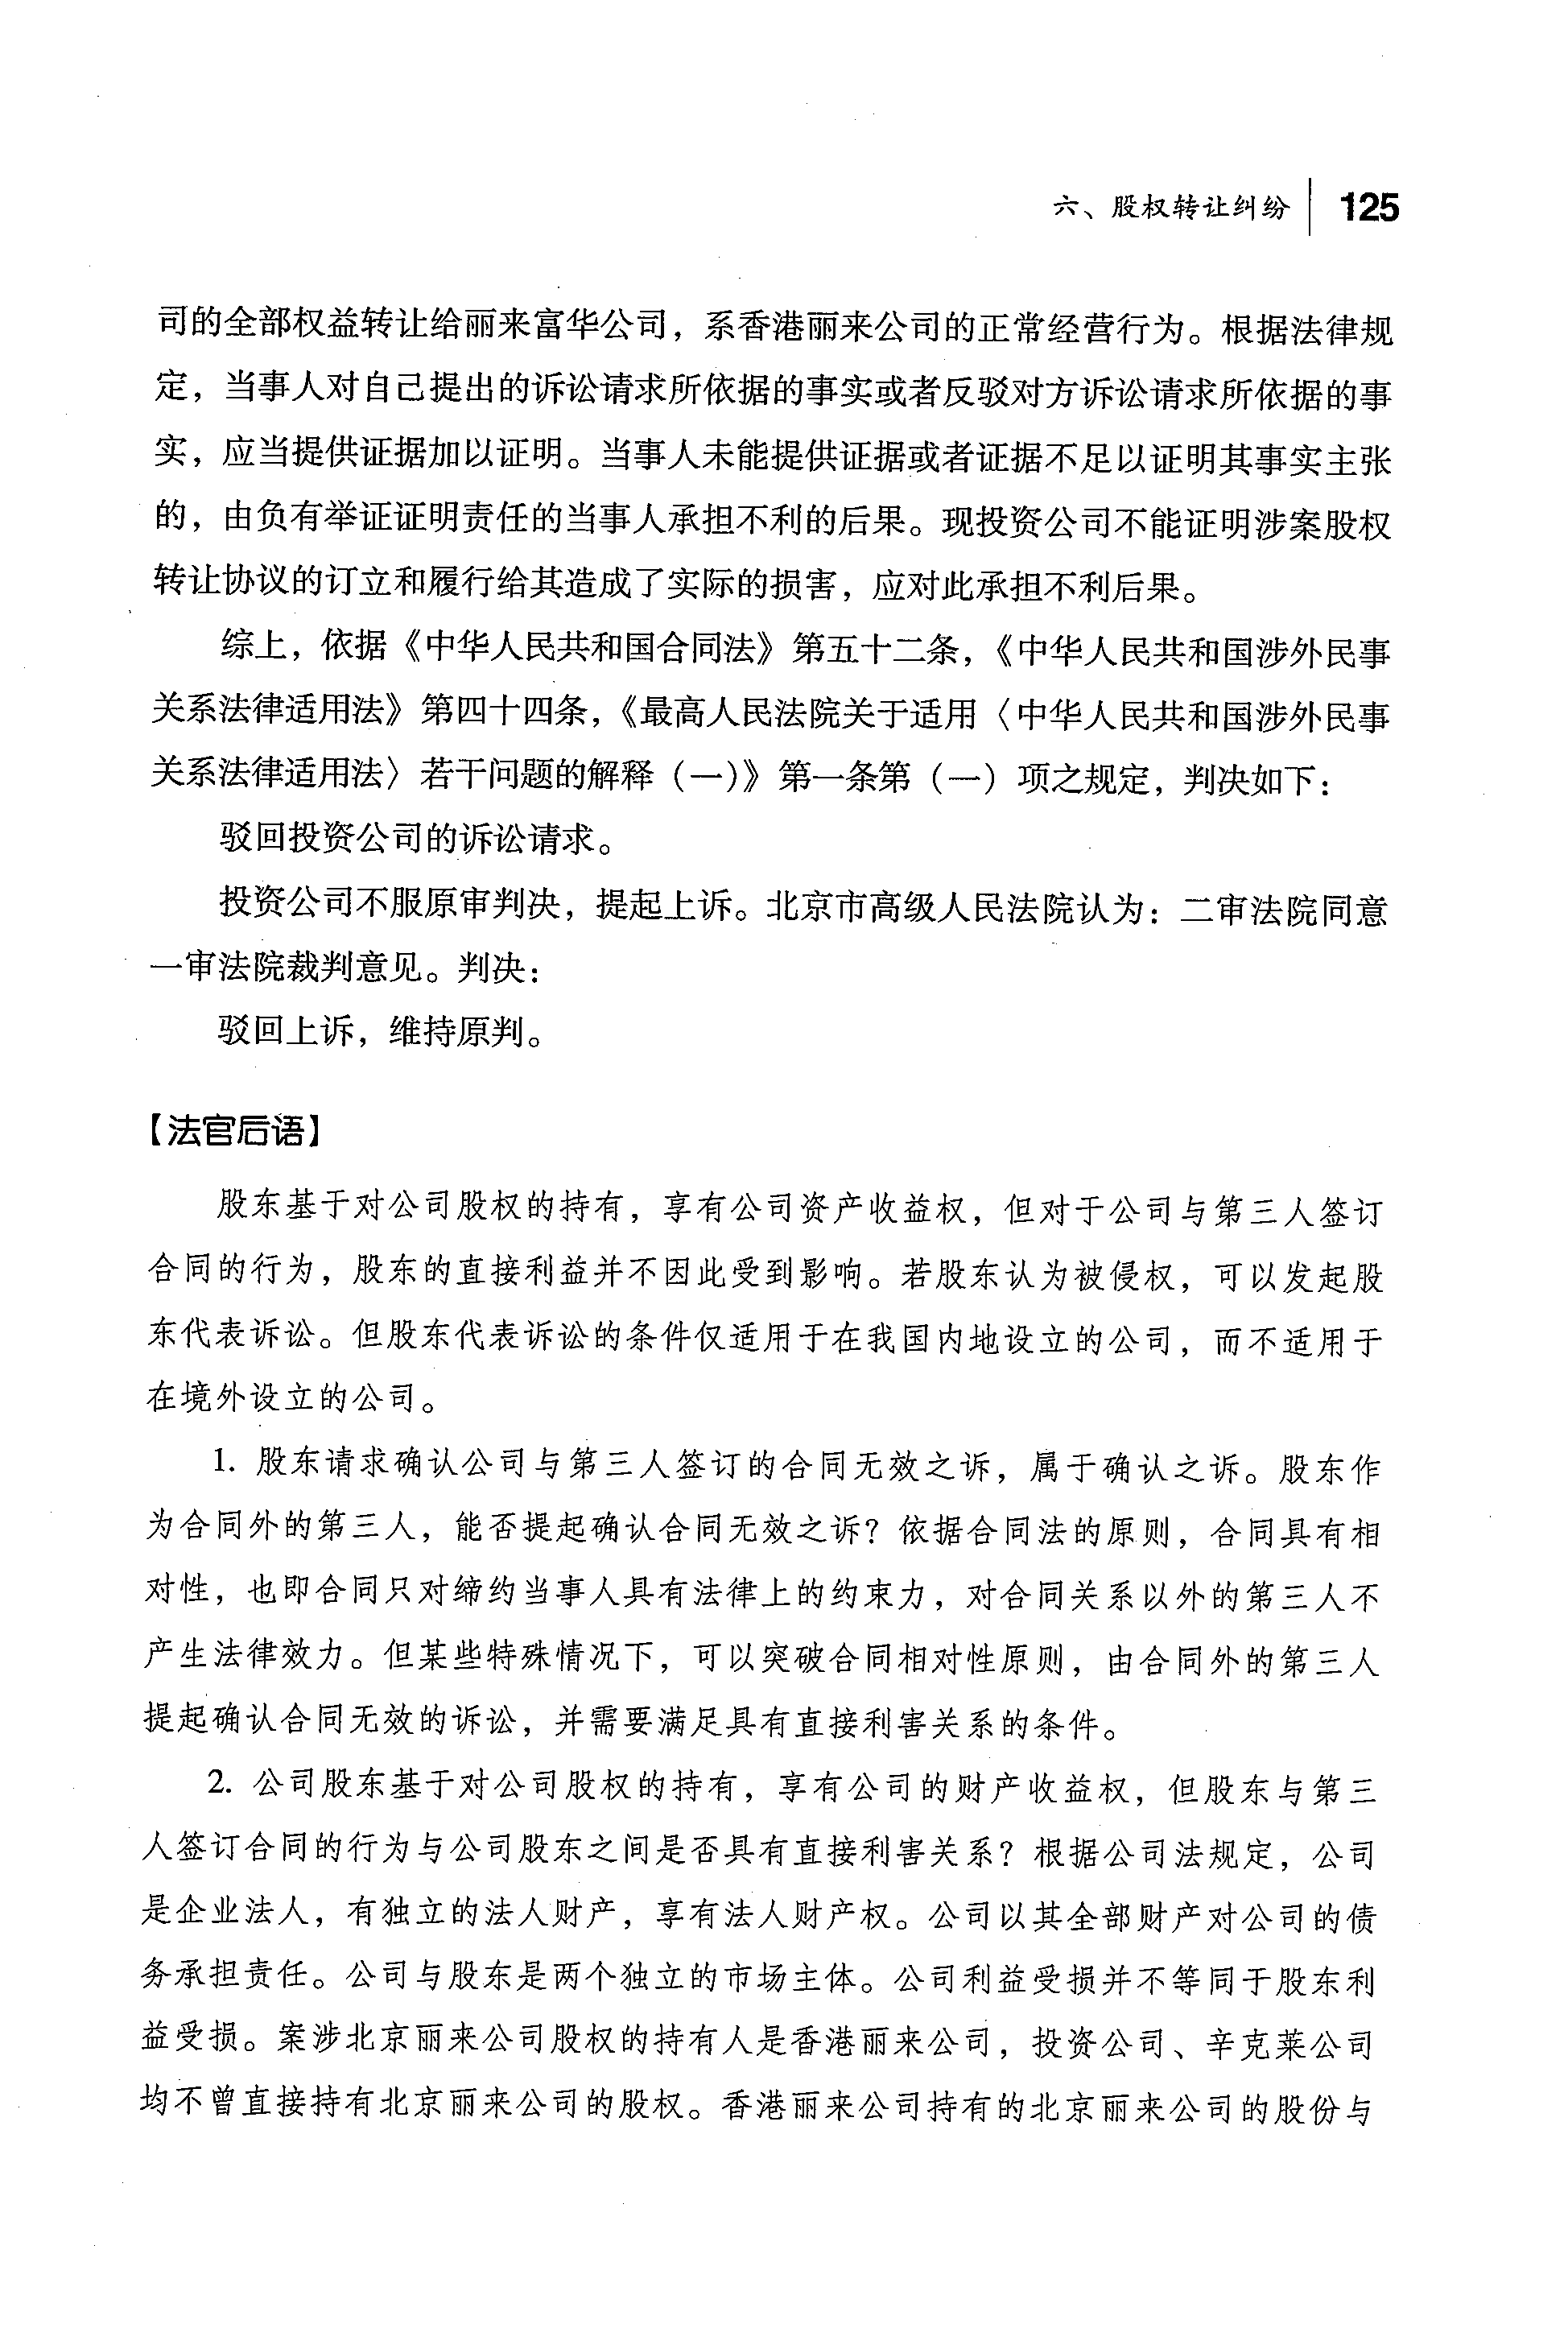 六、股权转让纠纷 125
司的全部权益转让给丽来富华公司，系香港丽来公司的正常经营行为。根据法律规
定，当事人对自己提出的诉讼请求所依据的事实或者反驳对方诉讼请求所依据的事
实，应当提供证据加以证明。当事人未能提供证据或者证据不足以证明其事实主张
的，由负有举证证明责任的当事人承担不利的后果。现投资公司不能证明涉案股权
转让协议的订立和履行给其造成了实际的损害，应对此承担不利后果。
综上，依据《中华人民共和国合同法》第五十二条，《中华人民共和国涉外民事
关系法律适用法》第四十四条，《最高人民法院关于适用〈中华人民共和国涉外民事
关系法律适用法〉若干问题的解释（一）》第一条第（一）项之规定，判决如下：
驳回投资公司的诉讼请求。
投资公司不服原审判决，提起上诉。北京市高级人民法院认为：二审法院同意
一审法院裁判意见。判决：
驳回上诉，维持原判。
【法官后语】
股东基于对公司股权的持有，享有公司资产收益权，但对于公司与第三人签订
合同的行为，股东的直接利益并不因此受到影响。若股东认为被侵权，可以发起股
东代表诉讼。但股东代表诉讼的条件仅适用于在我国内地设立的公司，而不适用于
在境外设立的公司。
1. 股东请求确认公司与第三人签订的合同无效之诉，属于确认之诉。股东作
为合同外的第三人，能否提起确认合同无效之诉？依据合同法的原则，合同具有相
对性，也即合同只对缔约当事人具有法律上的约束力，对合同关系以外的第三人不
产生法律效力。但某些特殊情况下，可以突破合同相对性原则，由合同外的第三人
提起确认合同无效的诉讼，并需要满足具有直接利害关系的条件。
2. 公司股东基于对公司股权的持有，享有公司的财产收益权，但股东与第三
人签订合同的行为与公司股东之间是否具有直接利害关系？根据公司法规定，公司
是企业法人，有独立的法人财产，享有法人财产权。公司以其全部财产对公司的债
务承担责任。公司与股东是两个独立的市场主体。公司利益受损并不等同于股东利
益受损。案涉北京丽来公司股权的持有人是香港丽来公司，投资公司、辛克莱公司
均不曾直接持有北京丽来公司的股权。香港丽来公司持有的北京丽来公司的股份与